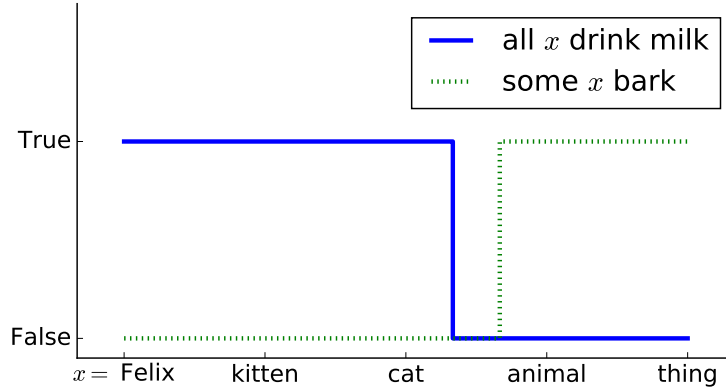 all x drink milk
some x bark
True
False
x = Felix kitten cat animal thing